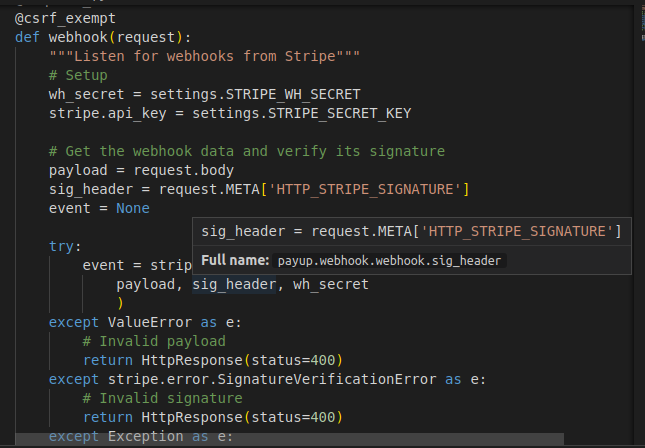 @csrf_exempt
def webhook(request):
    """Listen for webhooks from Stripe"""
    # Setup
    wh_secret = settings.STRIPE_WH_SECRET
    stripe.api_key = settings.STRIPE_SECRET_KEY
    # Get the webhook data and verify its signature
    payload = request.body
    sig_header = request.META['HTTP_STRIPE_SIGNATURE']
    event = None
sig_header = request.META['HTTP_STRIPE_SIGNATURE']
    try:
Full name: payup.webhook.webhook.sig_header
        event = strip
            payload, sig_header, wh_secret
            )
    except ValueError as e:
        # Invalid payload
        return HttpResponse(status=400)
    except stripe.error.SignatureVerificationError as e:
        # Invalid signature
        return HttpResponse(status=400)
    except Exception as e: